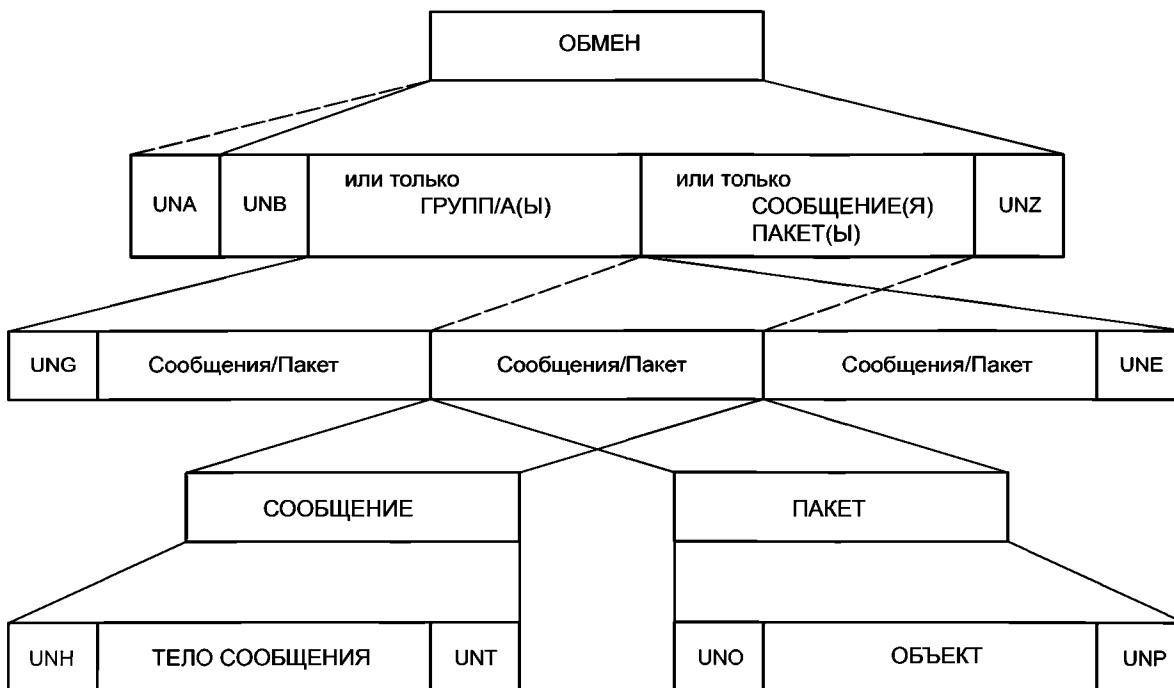 ОБМЕН
UNA
UNB
или только
ГРУПП/А(Ы)
или только
СООБЩЕНИЕ(Я)
ПАКЕТ(Ы)
UNZ
UNG
Сообщения/Пакет
Сообщения/Пакет
Сообщения/Пакет
UNE
СООБЩЕНИЕ
ПАКЕТ
UNH
ТЕЛО СООБЩЕНИЯ
UNT
UNO
ОБЪЕКТ
UNP